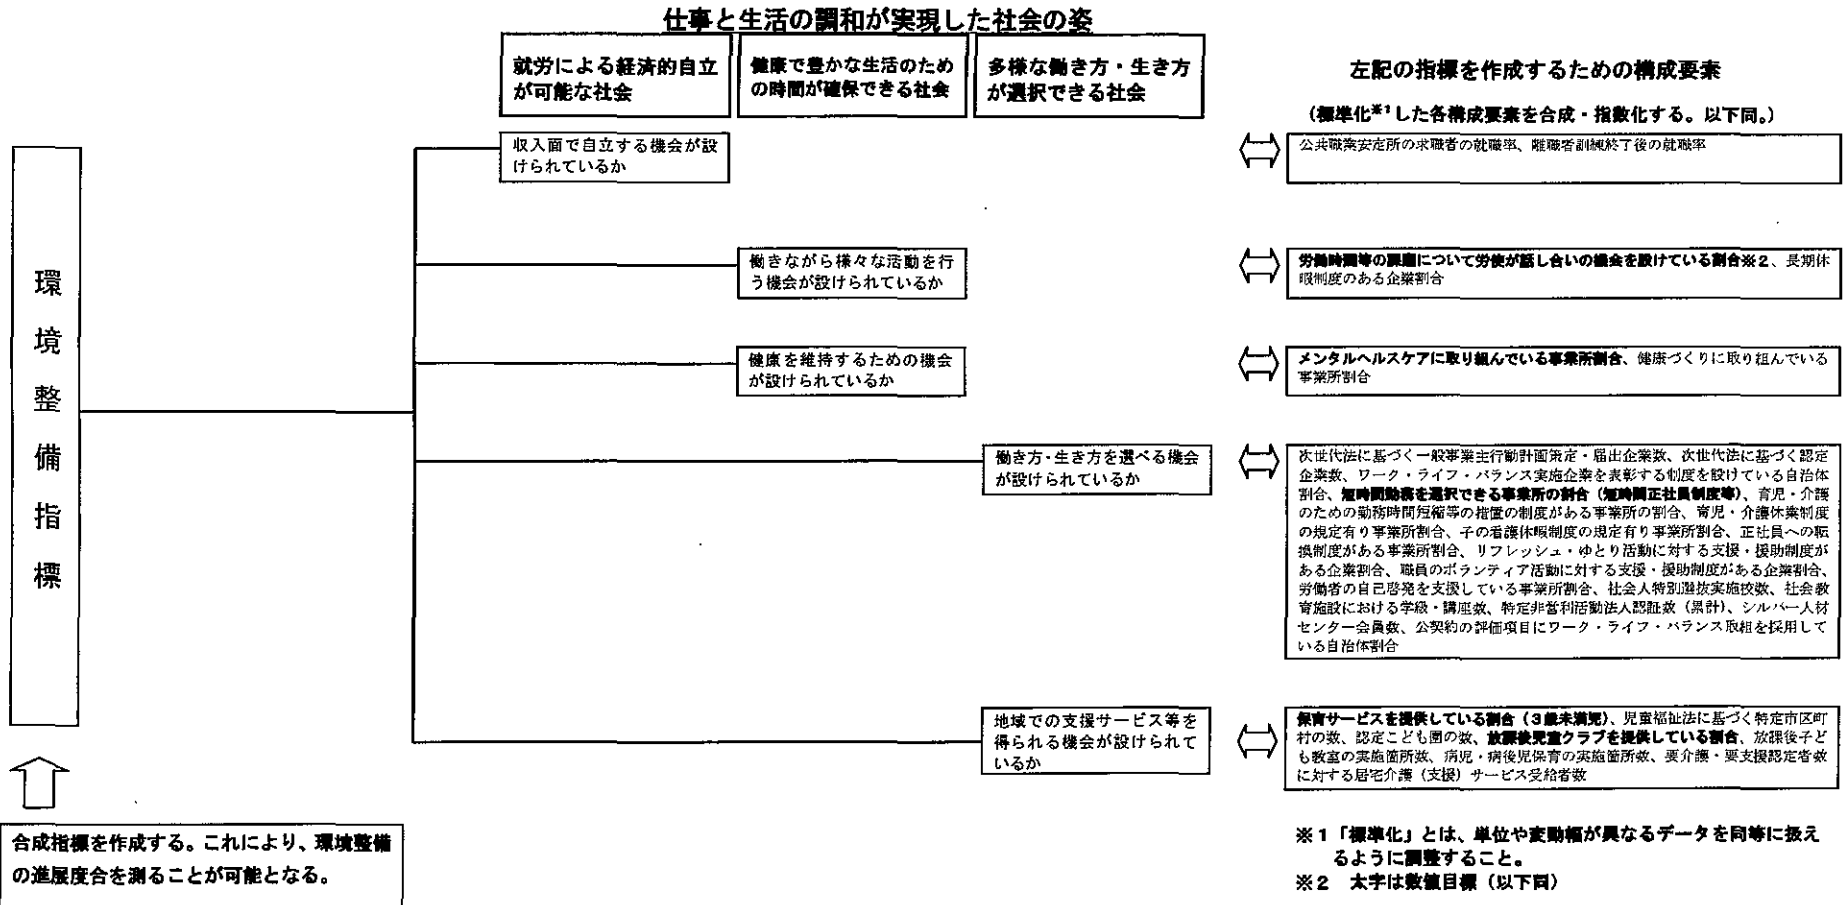 仕事と生活の調和が実現した社会の姿
就労による経済的自立
が可能な社会
健康で豊かな生活のため
の時間が確保できる社会
多様な働き方・生き方
が選択できる社会
左記の指標を作成するための構成要素
(標準化※1した各構成要素を合成・指数化する。以下同。)
環境整備指標
収入面で自立する機会が設
けられているか
公共職業安定所の求職者の就職率、離職者訓練終了後の就職率
働きながら様々な活動を行
う機会が設けられているか
労働時間等の課題について労使が話し合いの機会を設けている割合※2、長期休
暇制度のある企業割合
健康を維持するための機会
が設けられているか
メンタルヘルスケアに取り組んでいる事業所割合、健康づくりに取り組んでいる
事業所割合
働き方・生き方を選べる機会
が設けられているか
次世代法に基づく一般事業主行動計画策定・届出企業数、次世代法に基づく認定
企業数、ワーク・ライフ・バランス実施企業を表彰する制度を設けている自治体
割合、短時間勤務を選択できる事業所の割合(短時間正社員制度等)、育児・介護
のための勤務時間短縮等の措置の制度がある事業所の割合、育児・介護休業制度
の規定有り事業所割合、子の看護休暇制度の規定有り事業所割合、正社員への転
換制度がある事業所割合、リフレッシュ・ゆとり活動に対する支援・援助制度が
ある企業割合、職員のボランティア活動に対する支援・援助制度がある企業割合、
労働者の自己啓発を支援している事業所割合、社会人特別選抜実施校数、社会教
育施設における学級・講座数、特定非営利活動法人認証数(累計)、シルバー人材
センター会員数、公契約の評価項目にワーク・ライフ・バランス取組を採用して
いる自治体割合
地域での支援サービス等を
得られる機会が設けられて
いるか
保育サービスを提供している割合(3歳未満児)、児童福祉法に基づく特定市区町
村の数、認定こども園の数、放課後児童クラブを提供している割合、放課後子ど
も教室の実施箇所数、病児・病後児保育の実施箇所数、要介護・要支援認定者数
に対する居宅介護(支援)サービス受給者数
合成指標を作成する。これにより、環境整備
の進展度合を測ることが可能となる。
※1「標準化」とは、単位や変動幅が異なるデータを同等に扱え
るように調整すること。
※2 太字は数値目標(以下同)